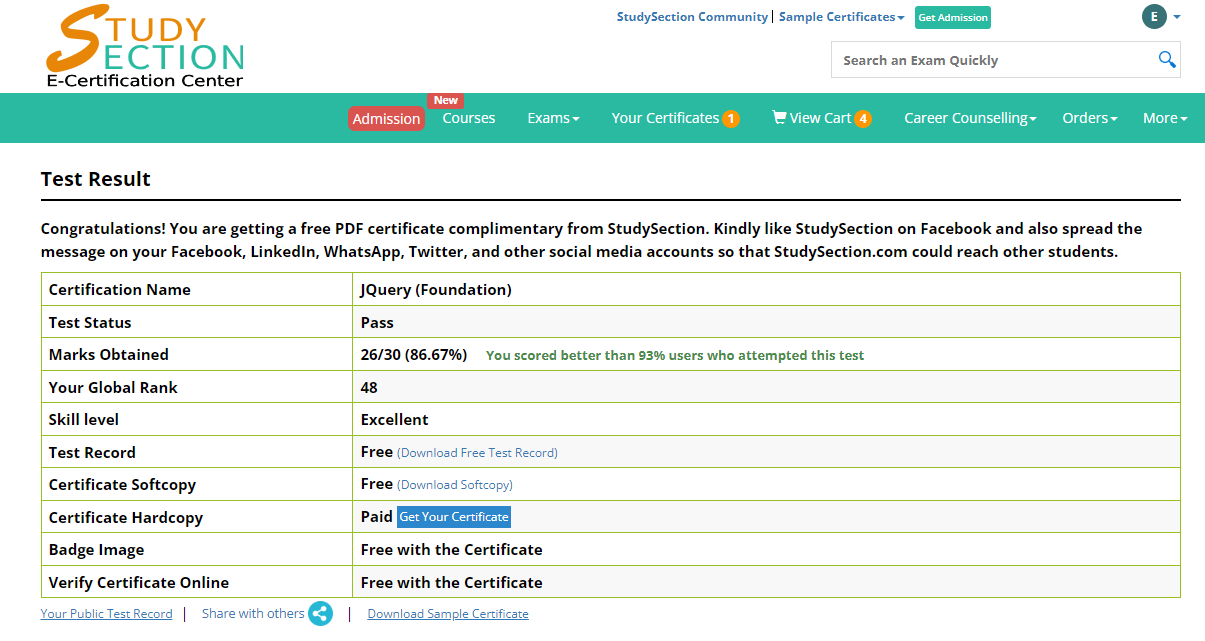 STUDY
SECTION
E-Certification Center
StudySection Community | Sample Certificates Get Admission E
Search an Exam Quickly
New
Admission Courses Exams Your Certificates 1 View Cart 4 Career Counselling Orders More
Test Result
Congratulations! You are getting a free PDF certificate complimentary from StudySection. Kindly like StudySection on Facebook and also spread the
message on your Facebook, LinkedIn, WhatsApp, Twitter, and other social media accounts so that StudySection.com could reach other students.
Certification Name JQuery (Foundation)
Test Status Pass
Marks Obtained 26/30 (86.67%) You scored better than 93% users who attempted this test
Your Global Rank 48
Skill level Excellent
Test Record Free (Download Free Test Record)
Certificate Softcopy Free (Download Softcopy)
Certificate Hardcopy Paid Get Your Certificate
Badge Image Free with the Certificate
Verify Certificate Online Free with the Certificate
Your Public Test Record | Share with others | Download Sample Certificate